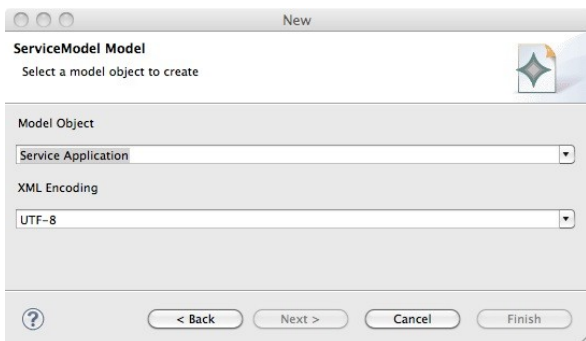 New
ServiceModel Model
Select a model object to create
Model Object
Service Application
XML Encoding
UTF-8
? < Back Next > Cancel Finish